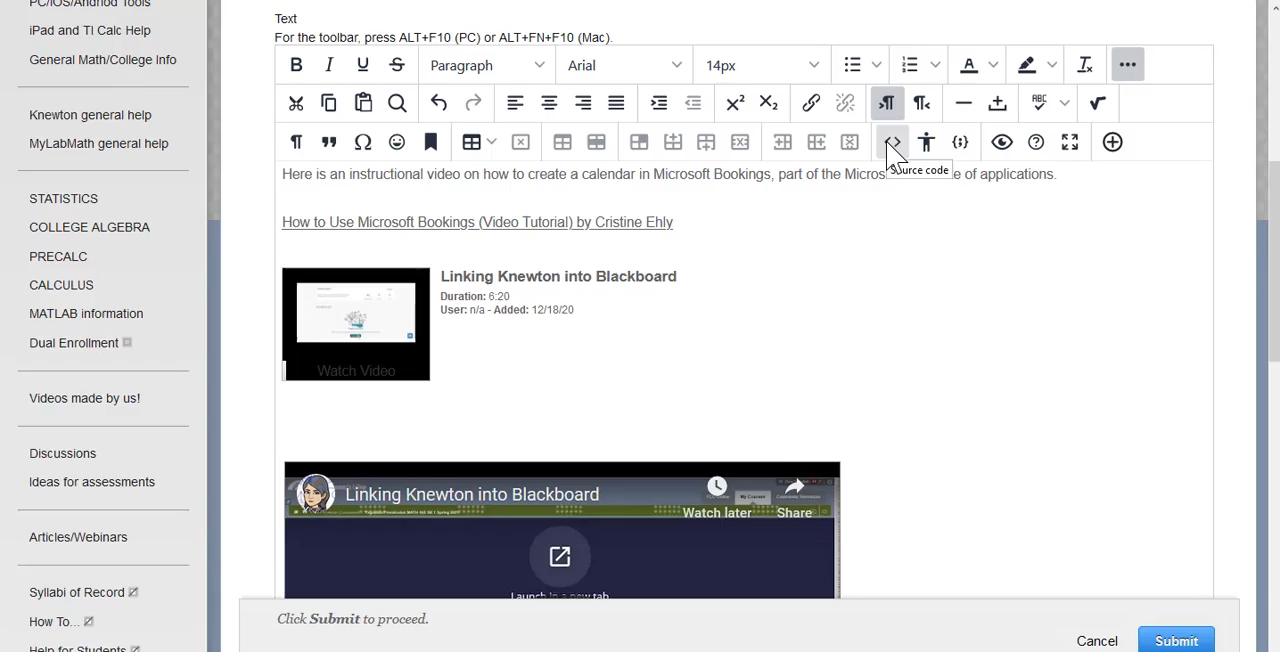 PC/iOS/Andriod Tools
iPad and TI Calc Help
General Math/College Info
Knewton general help
MyLabMath general help
STATISTICS
COLLEGE ALGEBRA
PRECALC
CALCULUS
MATLAB information
Dual Enrollment
Videos made by us!
Discussions
Ideas for assessments
Articles/Webinars
Syllabi of Record
How To...
Help for Students
Text
For the toolbar, press ALT+F10 (PC) or ALT+FN+F10 (Mac).
B I U S Paragraph Arial 14px
ABC
Source code
Here is an instructional video on how to create a calendar in Microsoft Bookings, part of the Micros e of applications.
How to Use Microsoft Bookings (Video Tutorial) by Cristine Ehly
Linking Knewton into Blackboard
Duration: 6:20
User: n/a - Added: 12/18/20
Watch Video
Linking Knewton into Blackboard
Watch later
Share
Launch in a new tab
Click Submit to proceed.
Cancel
Submit